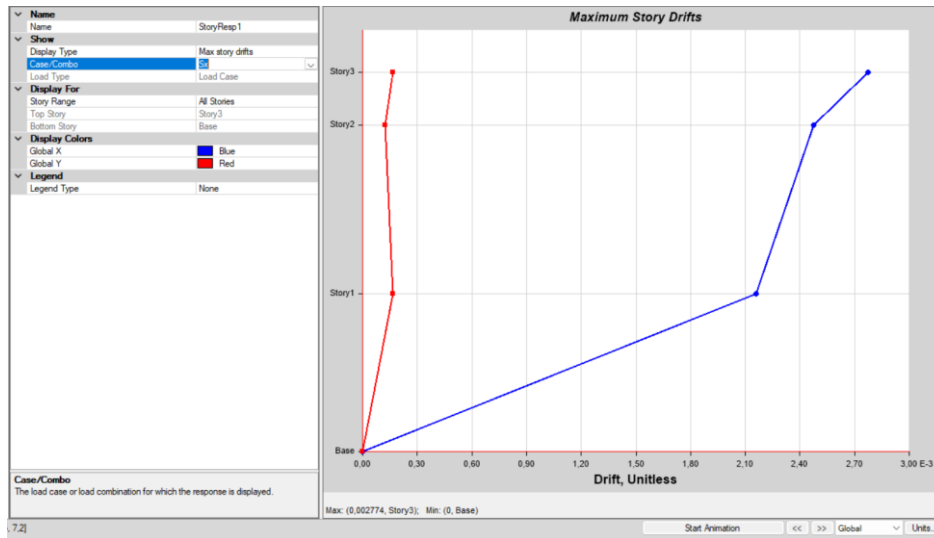 Name
Name StoryResp1
Show
Display Type Max story drifts
Case/Combo Sx
Load Type Load Case
Display For
Story Range All Stories
Top Story Story3
Bottom Story Base
Display Colors
Global X Blue
Global Y Red
Legend
Legend Type None
Case/Combo
The load case or load combination for which the response is displayed.
Maximum Story Drifts
Story3
Story2
Story1
Base
0,00 0,30 0,60 0,90 1,20 1,50 1,80 2,10 2,40 2,70 3,00 E-3
Drift, Unitless
Max: (0,002774, Story3); Min: (0, Base)
, 7,2]
Start Animation << >> Global Units..